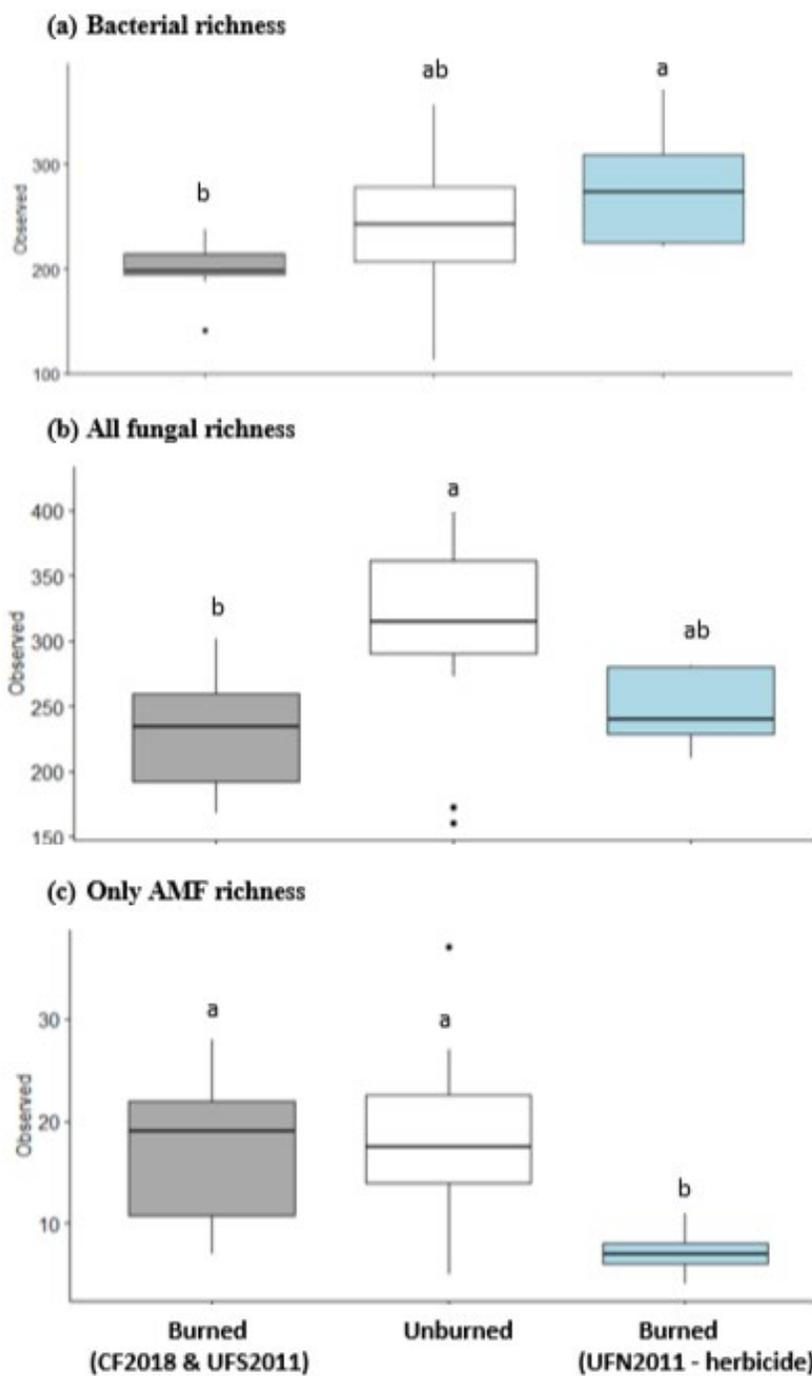 (a) Bacterial richness
Observed
300
200
100
b
ab
a
(b) All fungal richness
Observed
400
350
300
250
200
150
b
a
ab
(c) Only AMF richness
Observed
30
20
10
a
a
b
Burned
(CF2018 & UFS2011)
Unburned
Burned
(UFN2011 - herbicide)